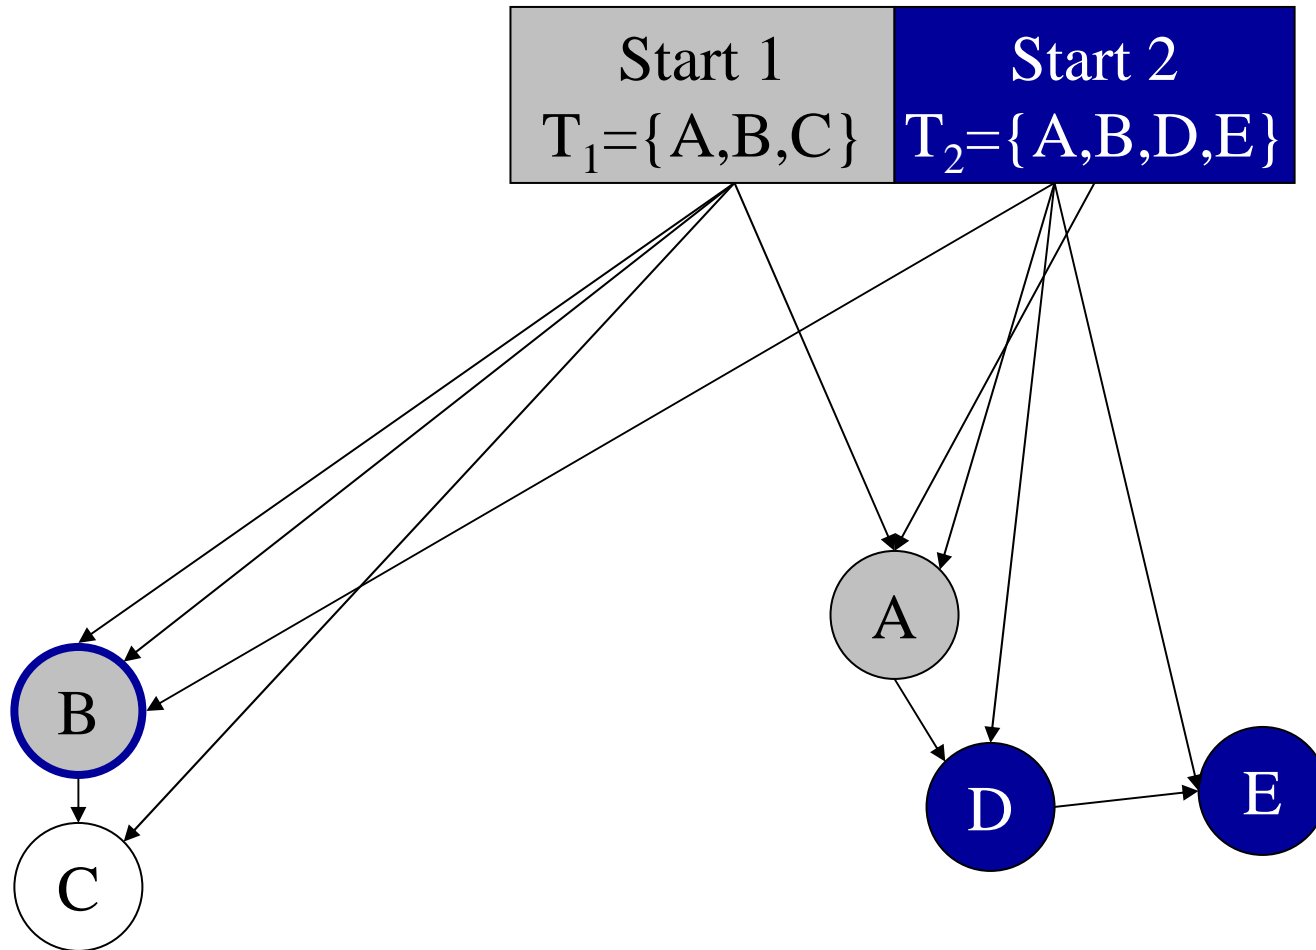 Start 1
T₁={A,B,C}
Start 2
T₂={A,B,D,E}
A
B
D
E
C